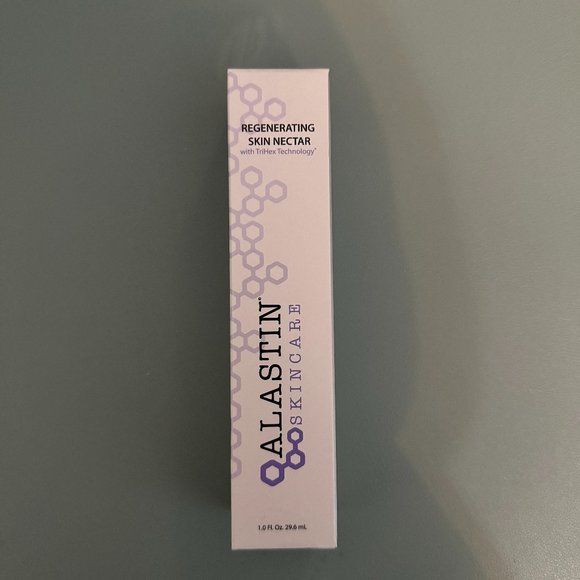 REGENERATING
SKIN NECTAR
with TriHex Technology®
ALASTIN®
SKINCARE
1.0 Fl. Oz. 29.6 mL